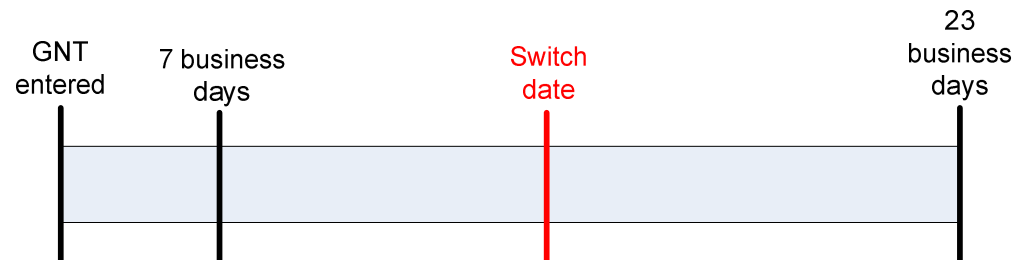 GNT
entered
7 business
days
Switch
date
23
business
days